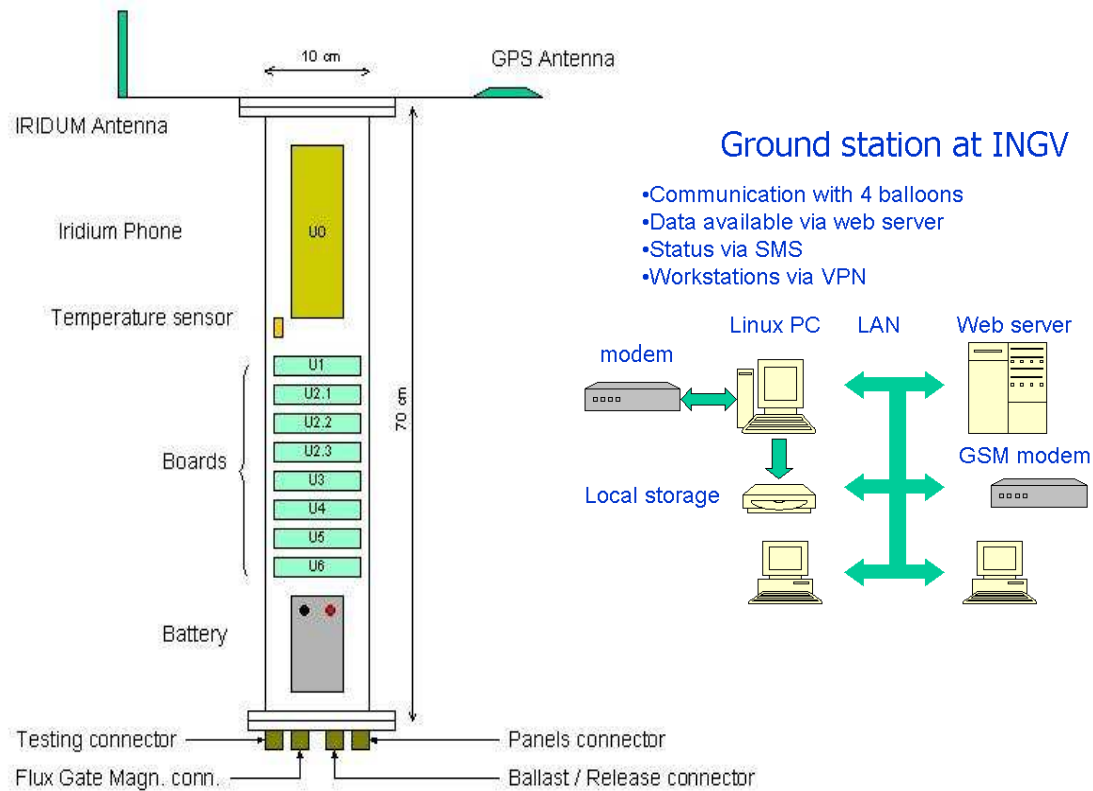 10 cm
GPS Antenna
IRIDUM Antenna
Iridium Phone
U0
Temperature sensor
U1
U2.1
U2.2
U2.3
U3
U4
U5
U6
Boards
70 cm
Battery
Testing connector
Panels connector
Flux Gate Magn. conn.
Ballast / Release connector
Ground station at INGV
•Communication with 4 balloons
•Data available via web server
•Status via SMS
•Workstations via VPN
Linux PC
LAN
Web server
modem
GSM modem
Local storage